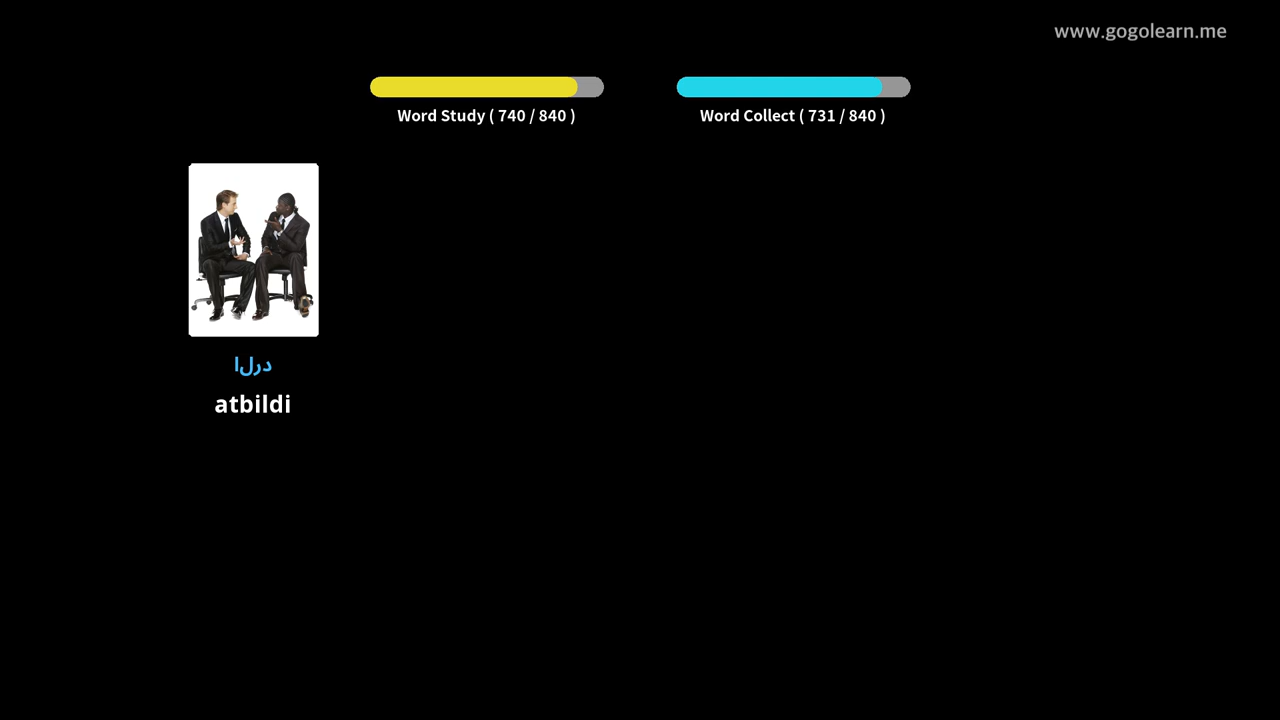 www.gogolearn.me
Word Study ( 740 / 840 )
Word Collect ( 731 / 840 )
درلا
atbildi